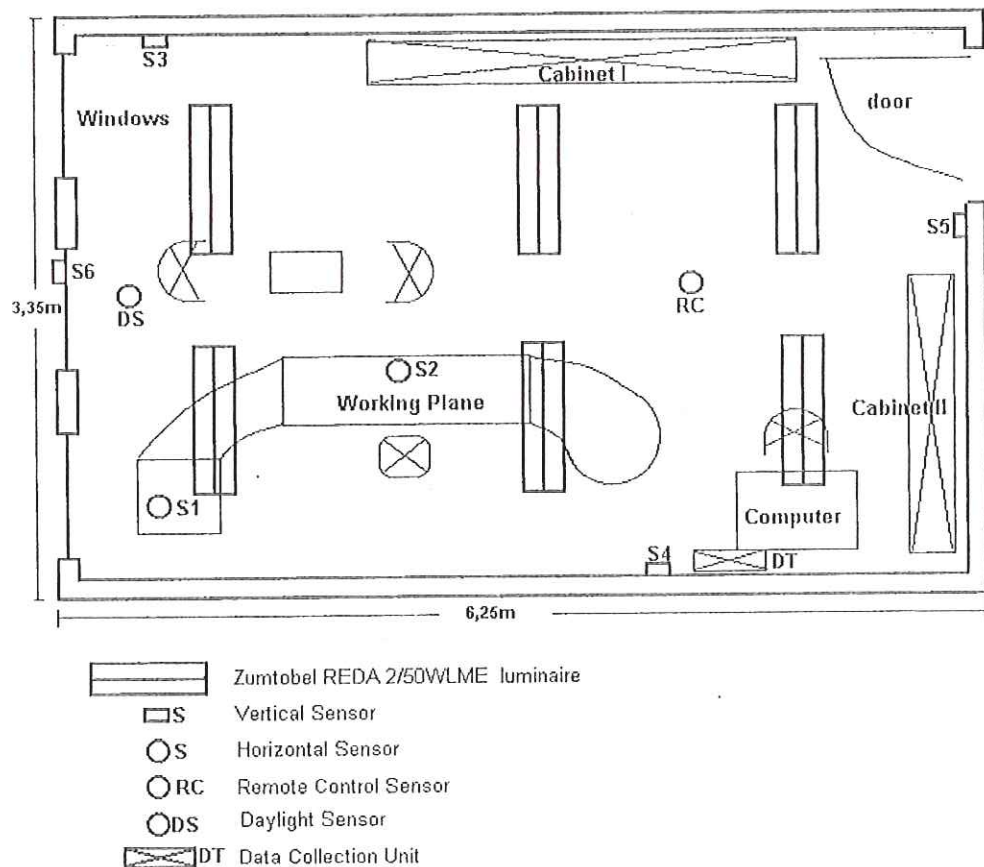 S3
Cabinet I
door
Windows
S5
S6
3,35m
DS
RC
S2
Working Plane
Cabinet II
S1
Computer
S4
DT
6,25m
Zumtobel REDA 2/50WLME luminaire
S Vertical Sensor
S Horizontal Sensor
RC Remote Control Sensor
DS Daylight Sensor
DT Data Collection Unit